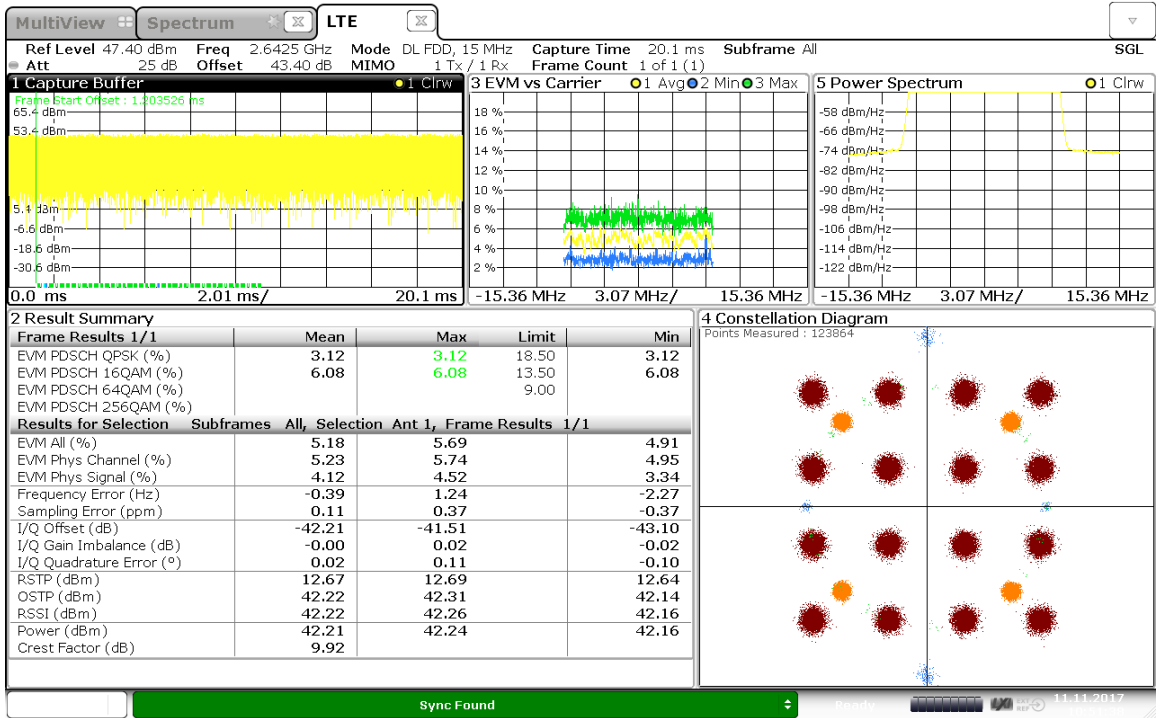 MultiView
Spectrum
LTE
Ref Level 47.40 dBm Freq 2.6425 GHz Mode DL FDD, 15 MHz Capture Time 20.1 ms Subframe All SGL
Att 25 dB Offset 43.40 dB MIMO 1 Tx / 1 Rx Frame Count 1 of 1 (1)
1 Capture Buffer 1 Clrw
Frame Start Offset : 1.203526 ms
65.4 dBm
53.4 dBm
5.4 dBm
-6.6 dBm
-18.6 dBm
-30.6 dBm
0.0 ms 2.01 ms/ 20.1 ms
3 EVM vs Carrier 1 Avg 2 Min 3 Max
18 %
16 %
14 %
12 %
10 %
8 %
6 %
4 %
2 %
-15.36 MHz 3.07 MHz/ 15.36 MHz
5 Power Spectrum 1 Clrw
-58 dBm/Hz
-66 dBm/Hz
-74 dBm/Hz
-82 dBm/Hz
-90 dBm/Hz
-98 dBm/Hz
-106 dBm/Hz
-114 dBm/Hz
-122 dBm/Hz
-15.36 MHz 3.07 MHz/ 15.36 MHz
2 Result Summary
Frame Results 1/1 Mean Max Limit Min
EVM PDSCH QPSK (%) 3.12 3.12 18.50 3.12
EVM PDSCH 16QAM (%) 6.08 6.08 13.50 6.08
EVM PDSCH 64QAM (%) 9.00
EVM PDSCH 256QAM (%)
Results for Selection Subframes All, Selection Ant 1, Frame Results 1/1
EVM All (%) 5.18 5.69 4.91
EVM Phys Channel (%) 5.23 5.74 4.95
EVM Phys Signal (%) 4.12 4.52 3.34
Frequency Error (Hz) -0.39 1.24 -2.27
Sampling Error (ppm) 0.11 0.37 -0.37
I/Q Offset (dB) -42.21 -41.51 -43.10
I/Q Gain Imbalance (dB) -0.00 0.02 -0.02
I/Q Quadrature Error (°) 0.02 0.11 -0.10
RSTP (dBm) 12.67 12.69 12.64
OSTP (dBm) 42.22 42.31 42.14
RSSI (dBm) 42.22 42.26 42.16
Power (dBm) 42.21 42.24 42.16
Crest Factor (dB) 9.92
4 Constellation Diagram
Points Measured : 123864
Sync Found
Ready
LXI EXT REF
11.11.2017